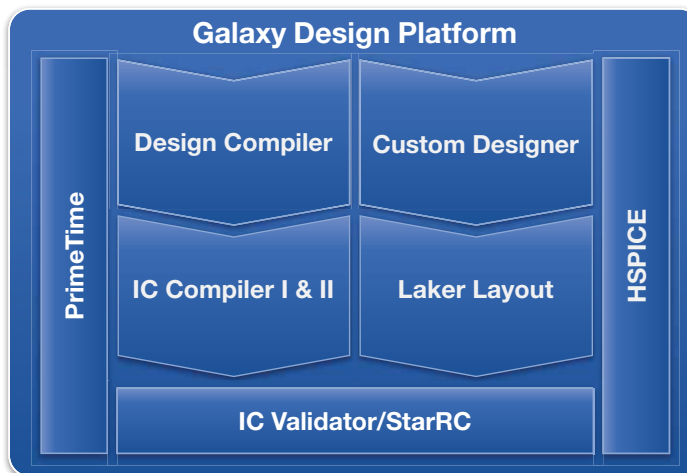 Galaxy Design Platform
PrimeTime
Design Compiler
Custom Designer
IC Compiler I & II
Laker Layout
HSPICE
IC Validator/StarRC